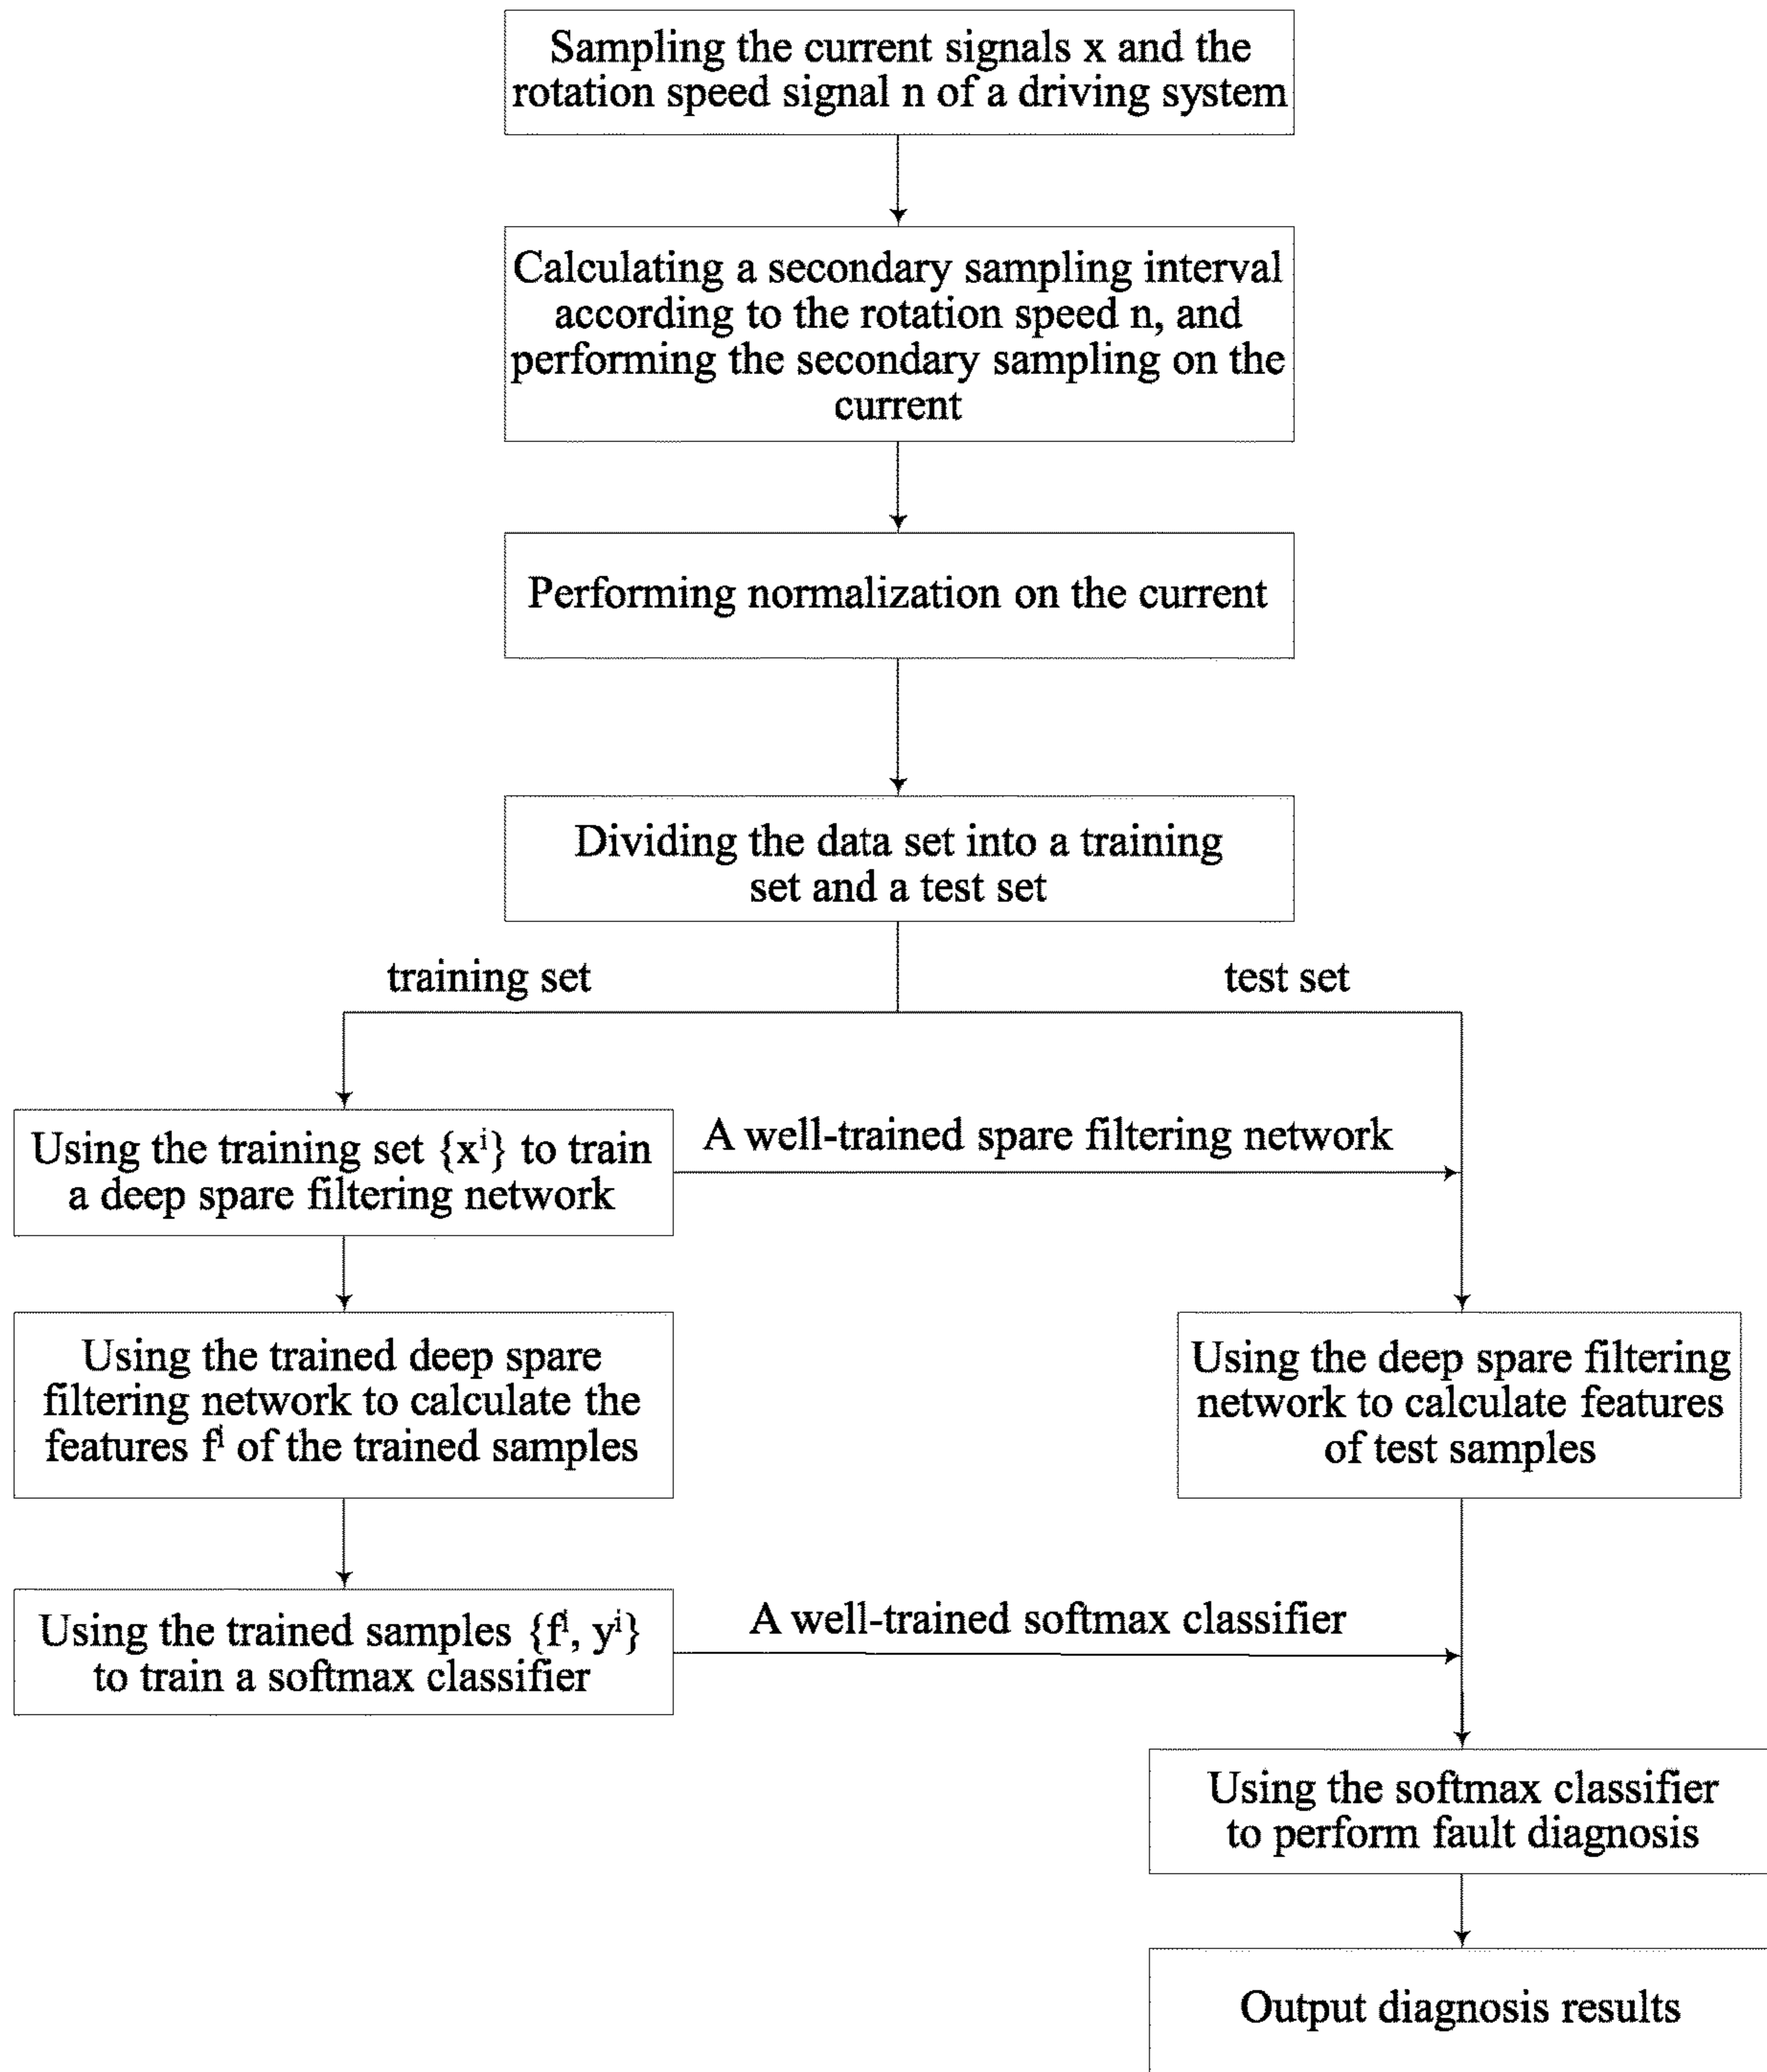 Sampling the current signals x and the
rotation speed signal n of a driving system
Calculating a secondary sampling interval
according to the rotation speed n, and
performing the secondary sampling on the
current
Performing normalization on the current
Dividing the data set into a training
set and a test set
training set
test set
Using the training set {xⁱ} to train
a deep spare filtering network
A well-trained spare filtering network
Using the trained deep spare
filtering network to calculate the
features fⁱ of the trained samples
Using the deep spare filtering
network to calculate features
of test samples
Using the trained samples {fⁱ, yⁱ}
to train a softmax classifier
A well-trained softmax classifier
Using the softmax classifier
to perform fault diagnosis
Output diagnosis results